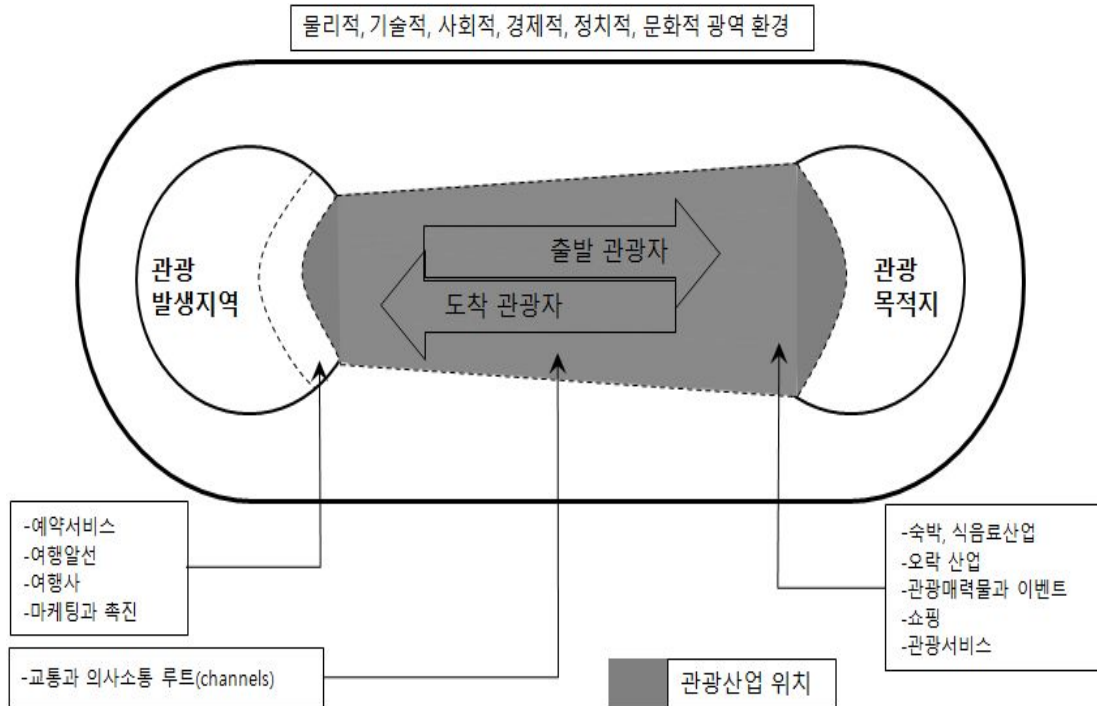 물리적, 기술적, 사회적, 경제적, 정치적, 문화적 광역 환경
관광
발생지역
출발 관광자
도착 관광자
관광
목적지
-예약서비스
-여행알선
-여행사
-마케팅과 촉진
-숙박, 식음료산업
-오락 산업
-관광매력물과 이벤트
-쇼핑
-관광서비스
-교통과 의사소통 루트(channels)
관광산업 위치